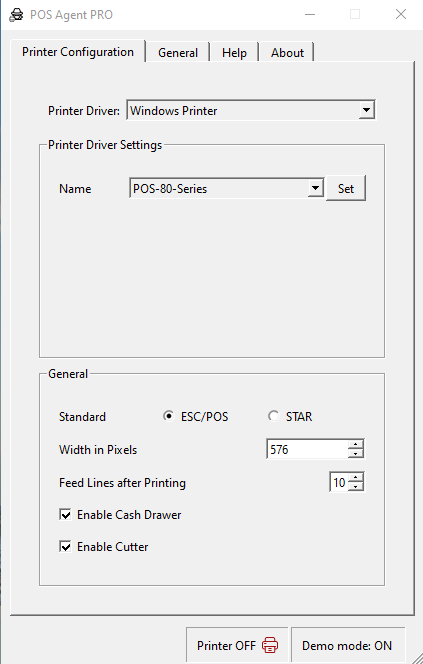 POS Agent PRO
Printer Configuration General Help About
Printer Driver: Windows Printer
Printer Driver Settings
Name POS-80-Series Set
General
Standard ESC/POS STAR
Width in Pixels 576
Feed Lines after Printing 10
Enable Cash Drawer
Enable Cutter
Printer OFF Demo mode: ON